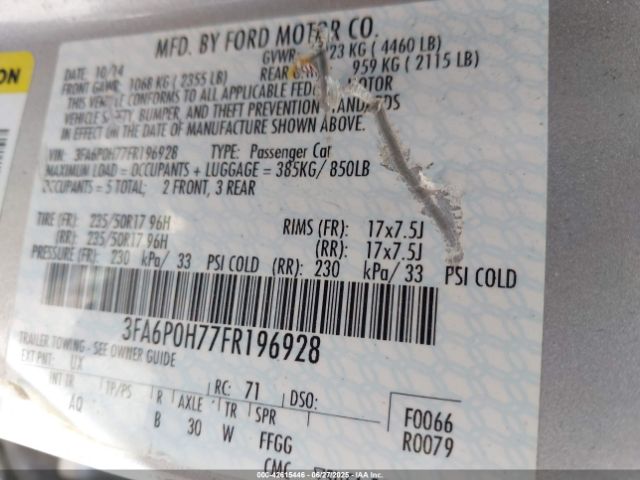 ON
MFD. BY FORD MOTOR CO.
DATE 10/14 GVWR: 23 KG ( 4460 LB)
FRONT GAWR: 1068 KG ( 2355 LB) REAR 959 KG ( 2115 LB)
THIS VEHICLE CONFORMS TO ALL APPLICABLE MOTOR
VEHICLE SAFETY, BUMPER, AND THEFT PREVENTION STANDARDS
IN EFFECT ON THE DATE OF MANUFACTURE SHOWN ABOVE.
VIN: 3FA6P0H77FR196928 TYPE: Passenger Car
MAXIMUM LOAD = OCCUPANTS + LUGGAGE = 385KG/ 850LB
OCCUPANTS = 5 TOTAL; 2 FRONT, 3 REAR
TIRE (FR): 235/50R17 96H RIMS (FR): 17x7.5J
(RR): 235/50R17 96H (RR): 17x7.5J
PRESSURE (FR): 230 kPa/ 33 PSI COLD (RR): 230 kPa/ 33 PSI COLD
3FA6P0H77FR196928
TRAILER TOWING - SEE OWNER GUIDE
EXT PNT: UX RC: 71 DSO:
INT TR TP/PS R AXLE TR SPR F0066
AQ B 30 W FFGG R0079
00-42615446 | 06/27/2025 - IAAI.COM